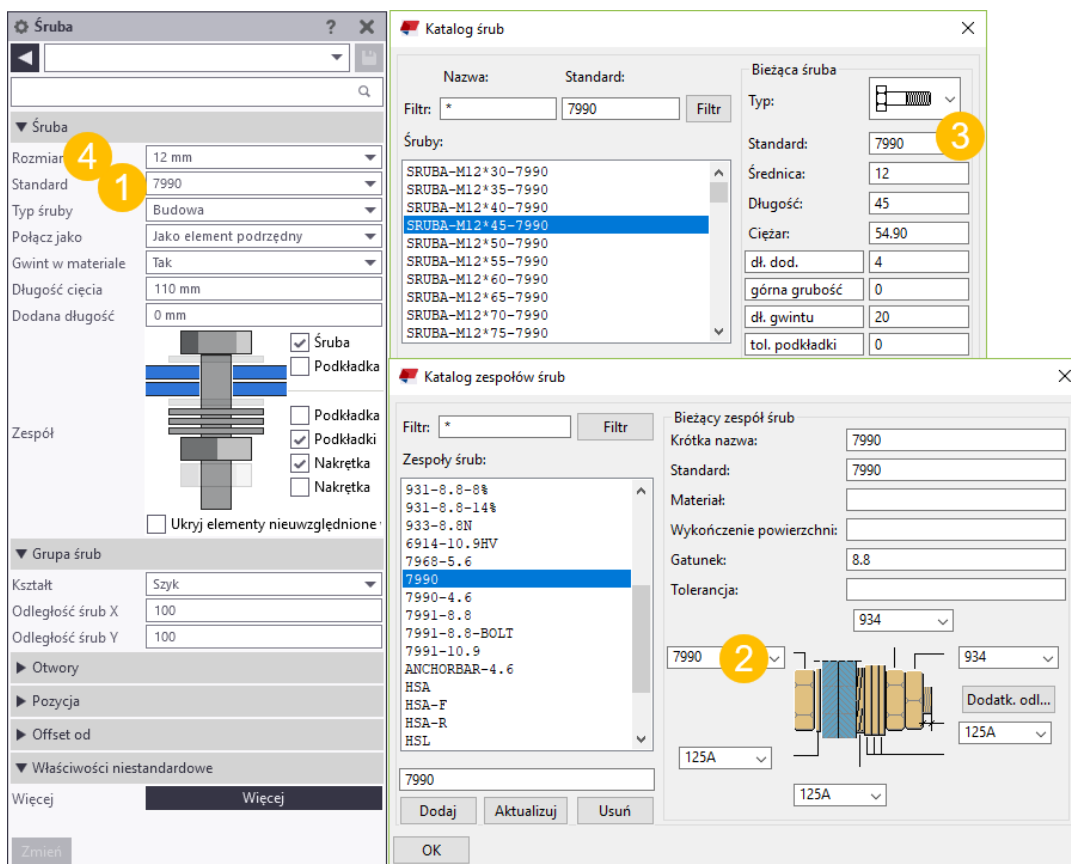 Śruba ? X
Śruba
Rozmiar 4 12 mm
Standard 1 7990
Typ śruby Budowa
Połącz jako Jako element podrzędny
Gwint w materiale Tak
Długość cięcia 110 mm
Dodana długość 0 mm
Śruba
Podkładka
Zespół
Podkładka
Podkładki
Nakrętka
Nakrętka
Ukryj elementy nieuwzględnione
Grupa śrub
Kształt Szyk
Odległość śrub X 100
Odległość śrub Y 100
Otwory
Pozycja
Offset od
Właściwości niestandardowe
Więcej Więcej
Zmień
Katalog śrub
Nazwa: Standard:
Filtr: * 7990 Filtr
Śruby:
SRUBA-M12*30-7990
SRUBA-M12*35-7990
SRUBA-M12*40-7990
SRUBA-M12*45-7990
SRUBA-M12*50-7990
SRUBA-M12*55-7990
SRUBA-M12*60-7990
SRUBA-M12*65-7990
SRUBA-M12*70-7990
SRUBA-M12*75-7990
Bieżąca śruba
Typ:
3
Standard: 7990
Średnica: 12
Długość: 45
Ciężar: 54.90
dł. dod. 4
górna grubość 0
dł. gwintu 20
tol. podkładki 0
Katalog zespołów śrub
Filtr: * Filtr
Zespoły śrub:
931-8.8-8%
931-8.8-14%
933-8.8N
6914-10.9HV
7968-5.6
7990
7990-4.6
7991-8.8
7991-8.8-BOLT
7991-10.9
ANCHORBAR-4.6
HSA
HSA-F
HSA-R
HSL
7990
Dodaj Aktualizuj Usuń
OK
Bieżący zespół śrub
Krótka nazwa: 7990
Standard: 7990
Materiał:
Wykończenie powierzchni:
Gatunek: 8.8
Tolerancja:
934
7990 2 934
Dodatk. odl...
125A
125A
125A